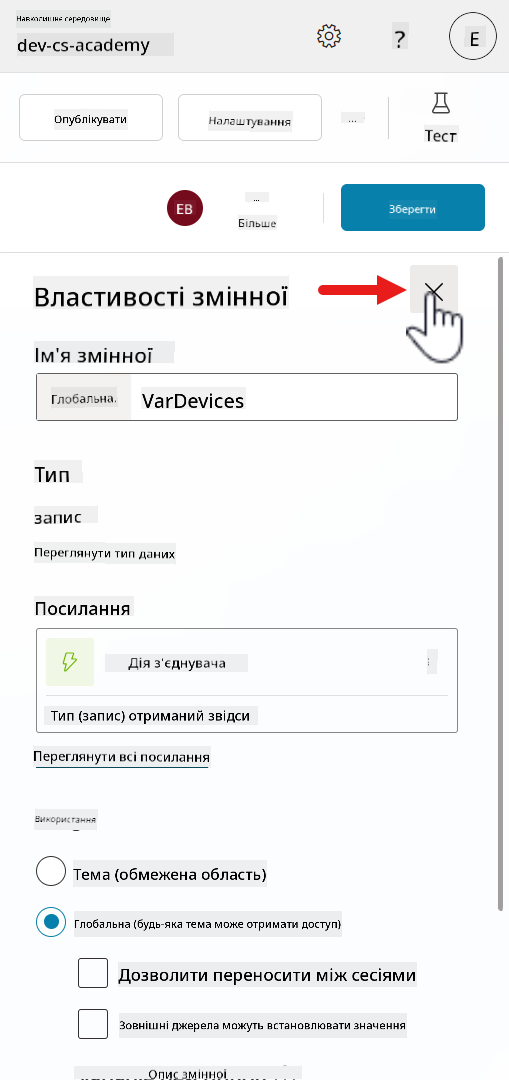 Навколишнє середовище
dev-cs-academy
?
E
Опублікувати
Налаштування
...
Тест
EB
...
Більше
Зберегти
Властивості змінної
Ім'я змінної
Глобальна.
VarDevices
Тип
запис
Переглянути тип даних
Посилання
Дія з'єднувача
Тип (запис) отриманий звідси
Переглянути всі посилання
Використання
Тема (обмежена область)
Глобальна (будь-яка тема може отримати доступ)
Дозволити переносити між сесіями
Зовнішні джерела можуть встановлювати значення
Опис змінної